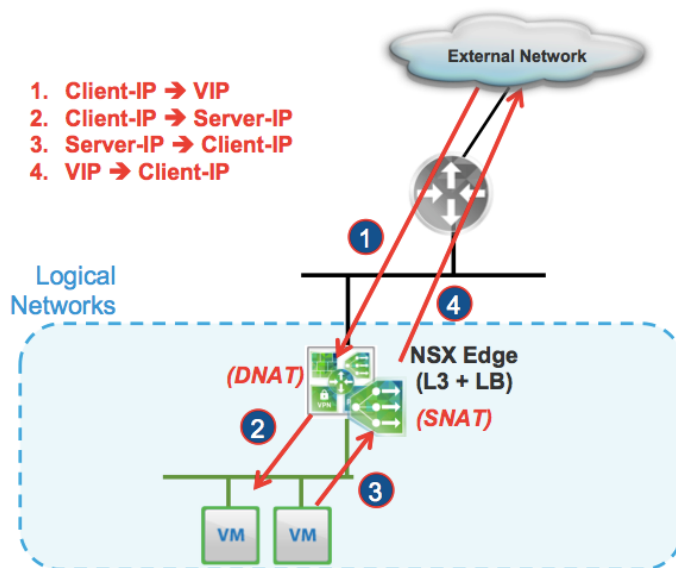 External Network
1. Client-IP ➔ VIP
2. Client-IP ➔ Server-IP
3. Server-IP ➔ Client-IP
4. VIP ➔ Client-IP
1
Logical
Networks
4
NSX Edge
(L3 + LB)
(DNAT)
VPN
(SNAT)
2
3
VM
VM